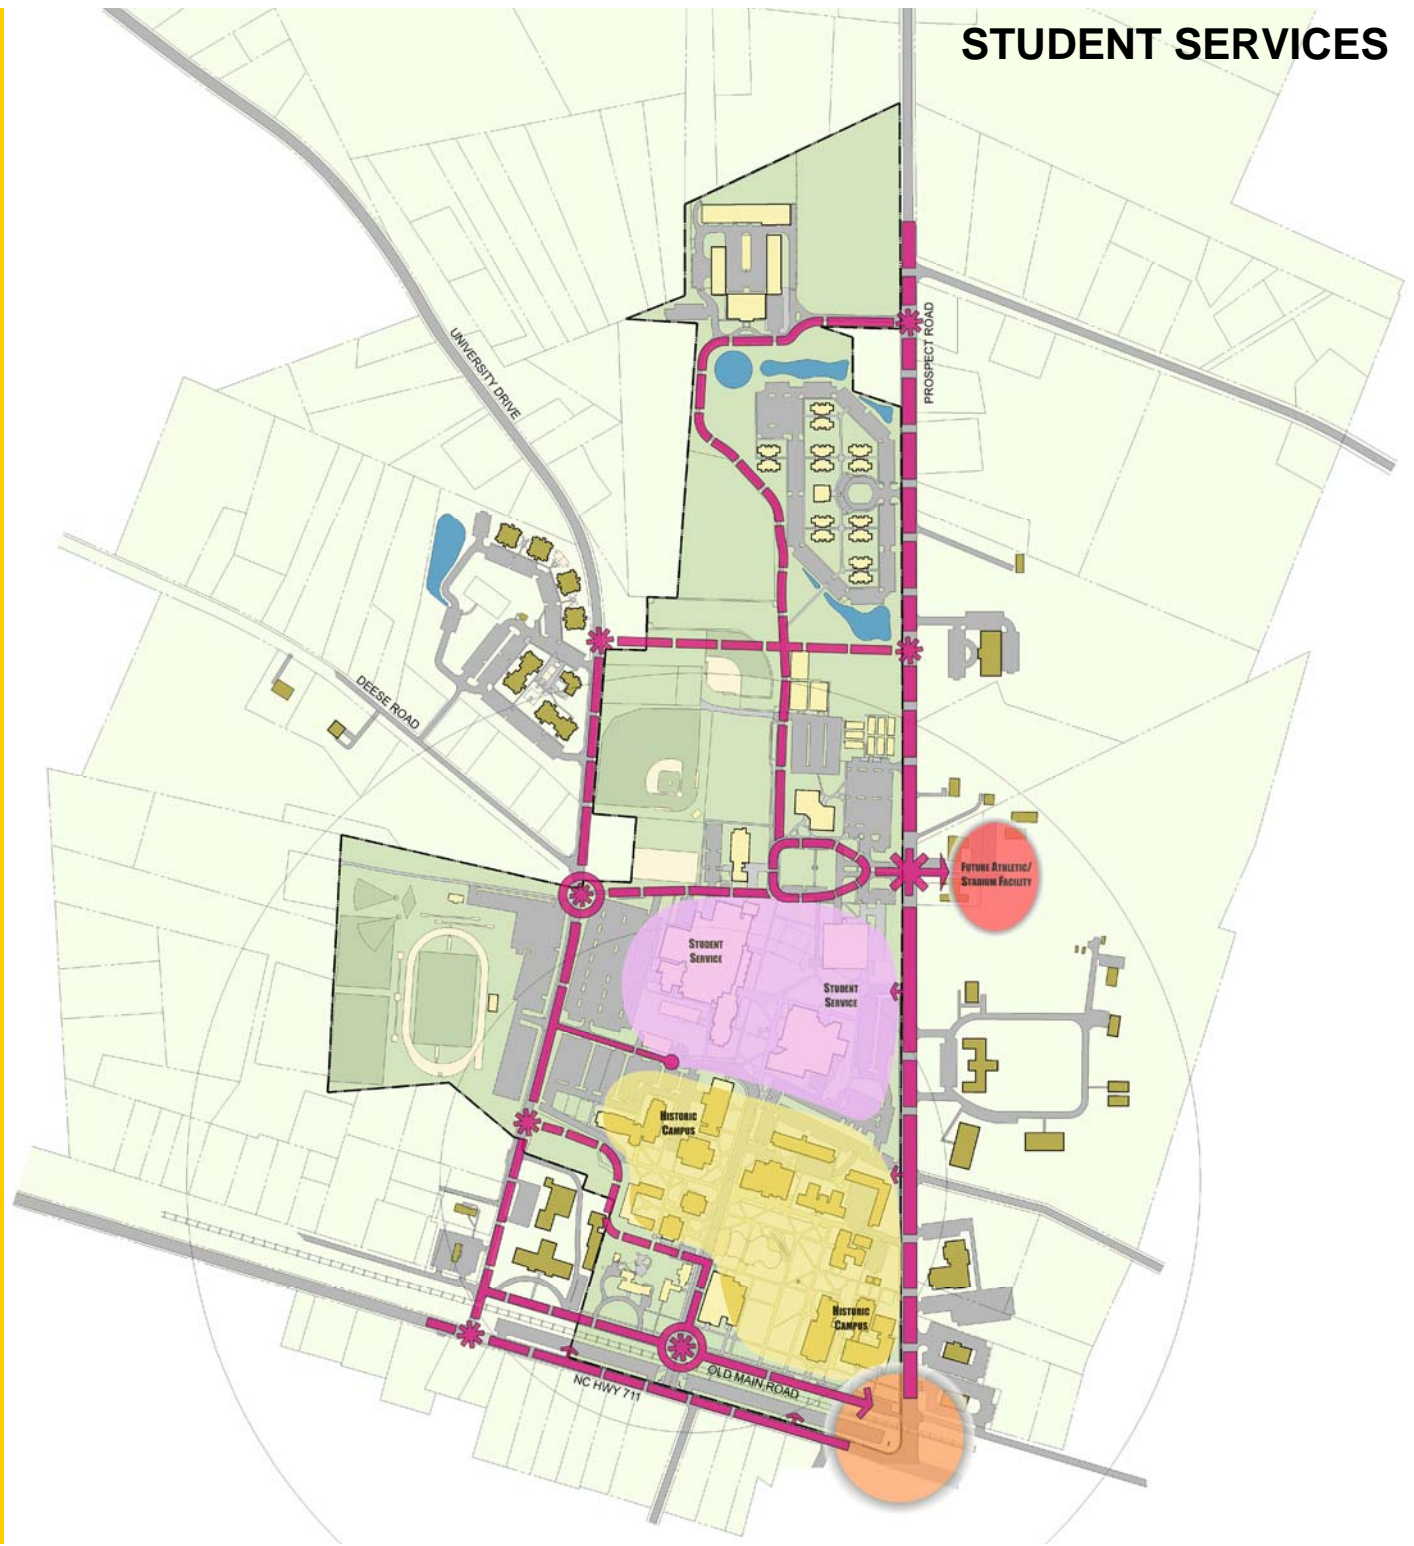 STUDENT SERVICES
PROSPECT ROAD
UNIVERSITY DRIVE
DEESE ROAD
FUTURE ATHLETIC/
STADIUM FACILITY
STUDENT
SERVICE
STUDENT
SERVICE
HISTORIC
CAMPUS
HISTORIC
CAMPUS
OLD MAIN ROAD
NC HWY 711